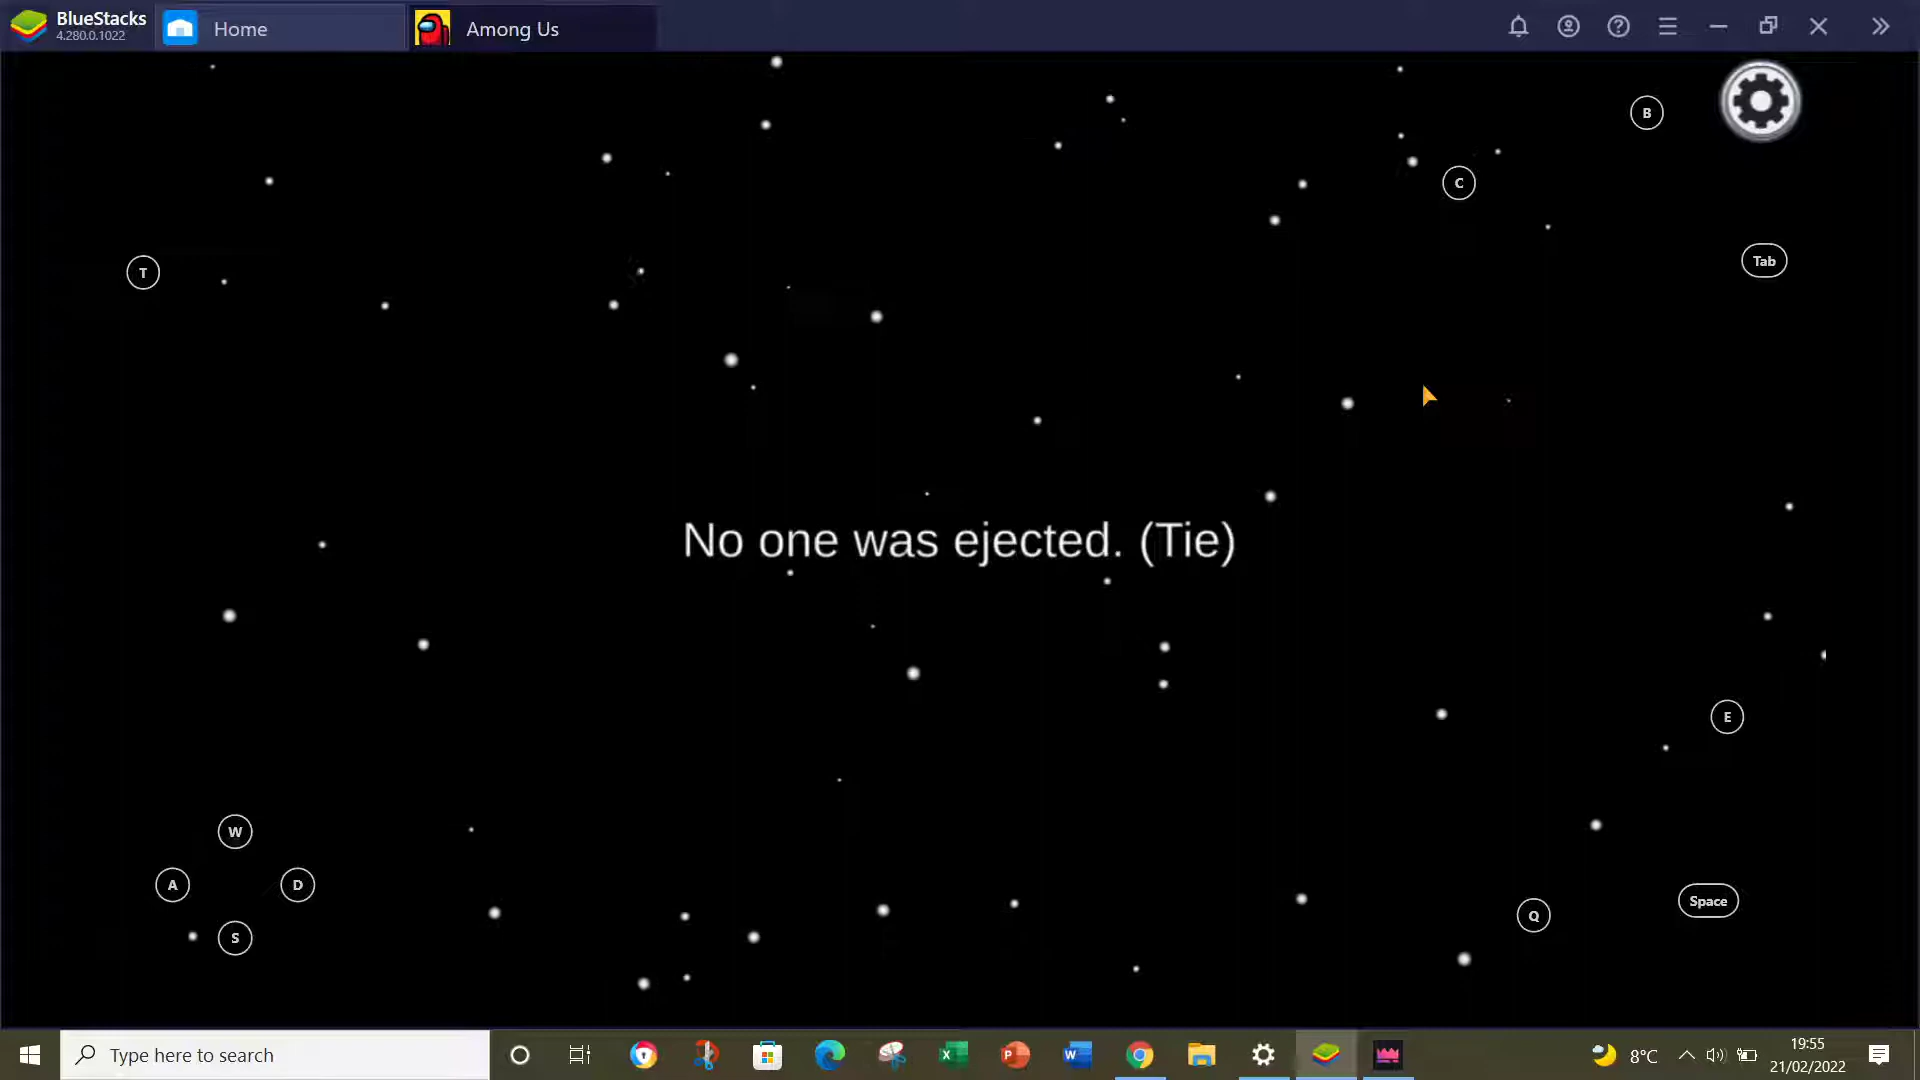 BlueStacks
4.280.0.1022
Home
Among Us
B
C
T
Tab
No one was ejected. (Tie)
E
W
A
D
Space
Q
S
Type here to search
8°C
19:55
21/02/2022